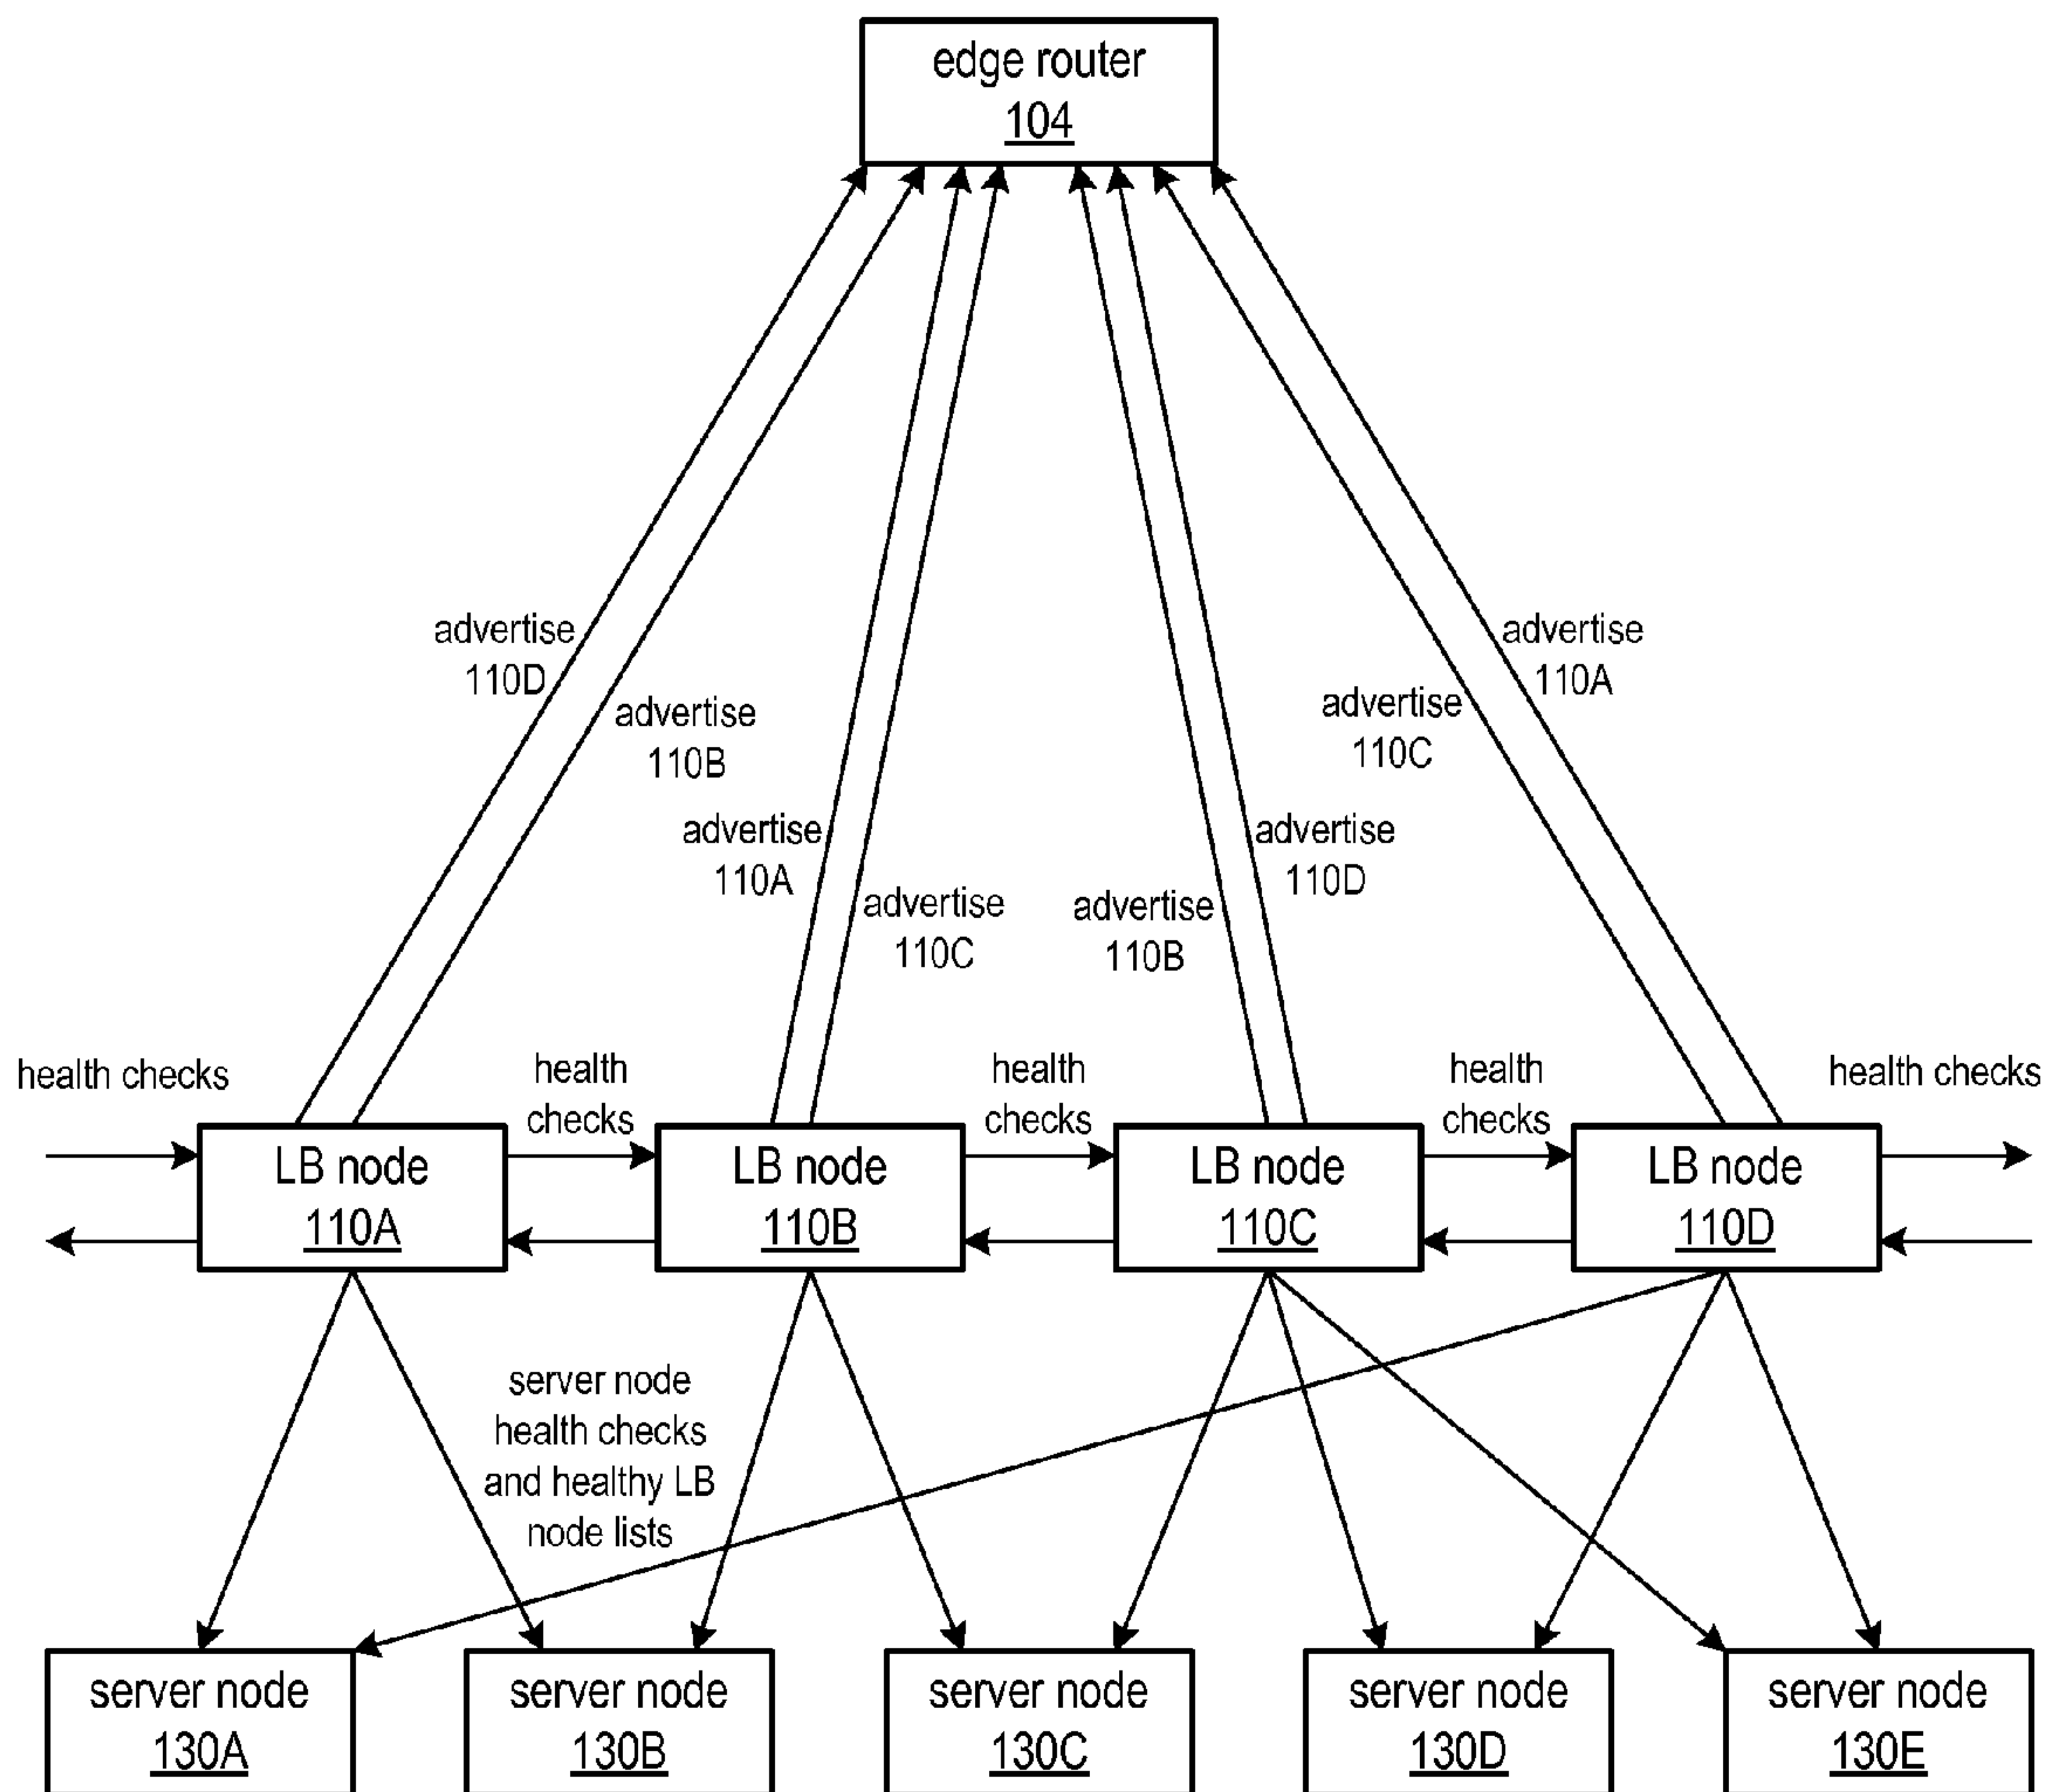 edge router
104
advertise
110D
advertise
110B
advertise
110A
advertise
110C
advertise
110B
advertise
110D
advertise
110C
advertise
110A
health checks
health
checks
health
checks
health
checks
health checks
LB node
110A
LB node
110B
LB node
110C
LB node
110D
server node
health checks
and healthy LB
node lists
server node
130A
server node
130B
server node
130C
server node
130D
server node
130E